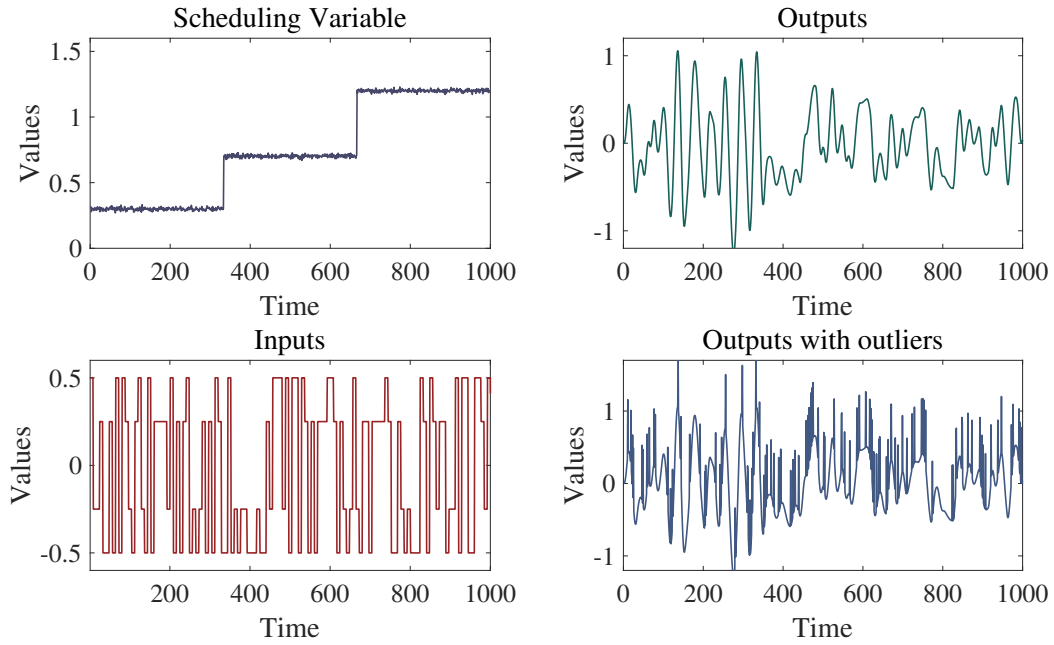 Scheduling Variable
1.5
1
0.5
0
Values
0 200 400 600 800 1000
Time
Outputs
1
0
-1
Values
0 200 400 600 800 1000
Time
Inputs
0.5
0
-0.5
Values
200 400 600 800 1000
Time
Outputs with outliers
1
0
-1
Values
0 200 400 600 800 1000
Time